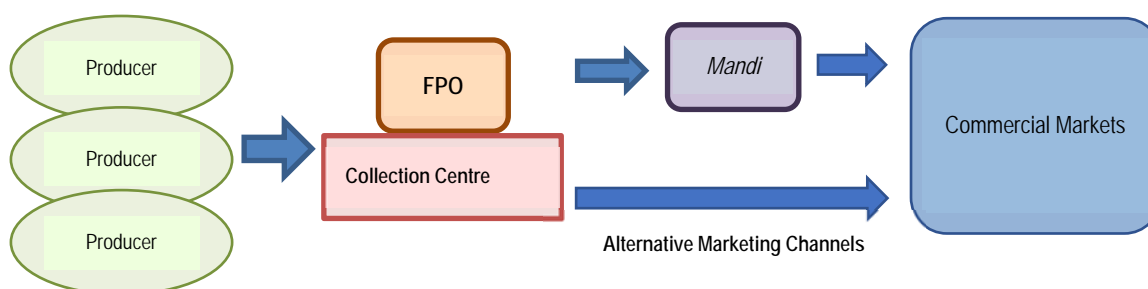 Producer
Producer
Producer
FPO
Collection Centre
Mandi
Commercial Markets
Alternative Marketing Channels